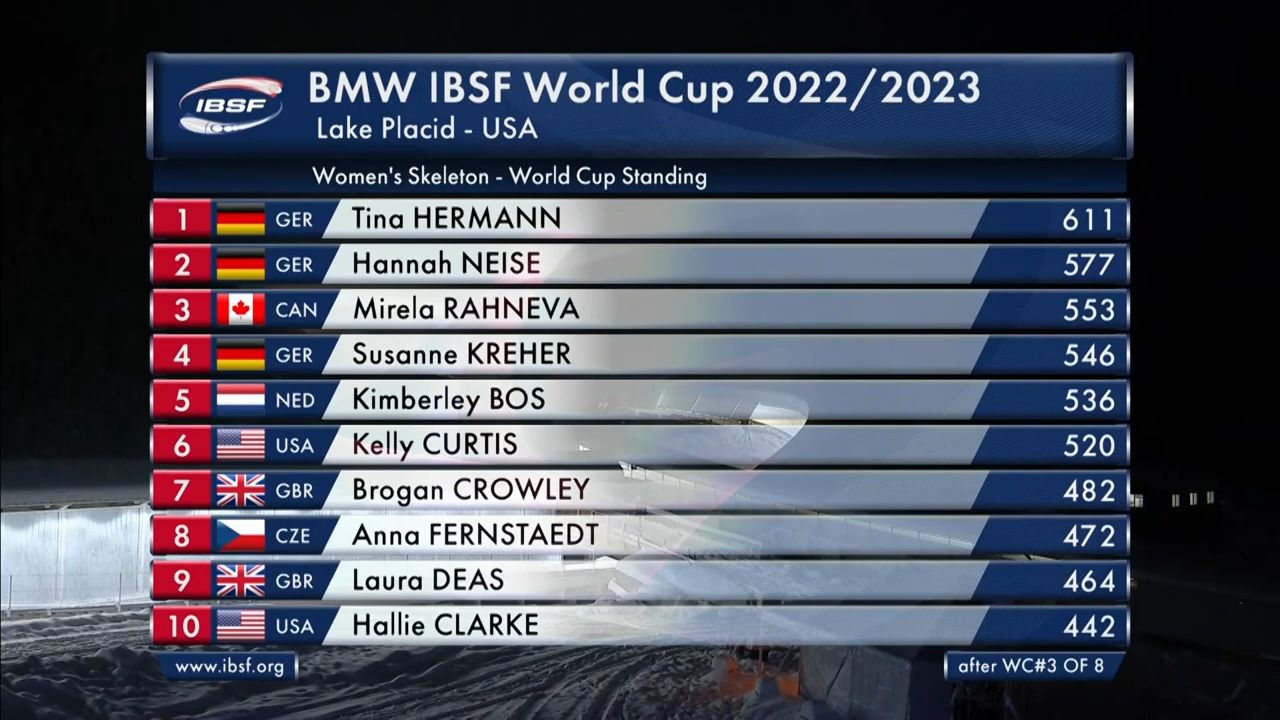 IBSF
BMW IBSF World Cup 2022/2023
Lake Placid - USA
Women's Skeleton - World Cup Standing
1 GER Tina HERMANN 611
2 GER Hannah NEISE 577
3 CAN Mirela RAHNEVA 553
4 GER Susanne KREHER 546
5 NED Kimberley BOS 536
6 USA Kelly CURTIS 520
7 GBR Brogan CROWLEY 482
8 CZE Anna FERNSTAEDT 472
9 GBR Laura DEAS 464
10 USA Hallie CLARKE 442
www.ibsf.org after WC#3 OF 8